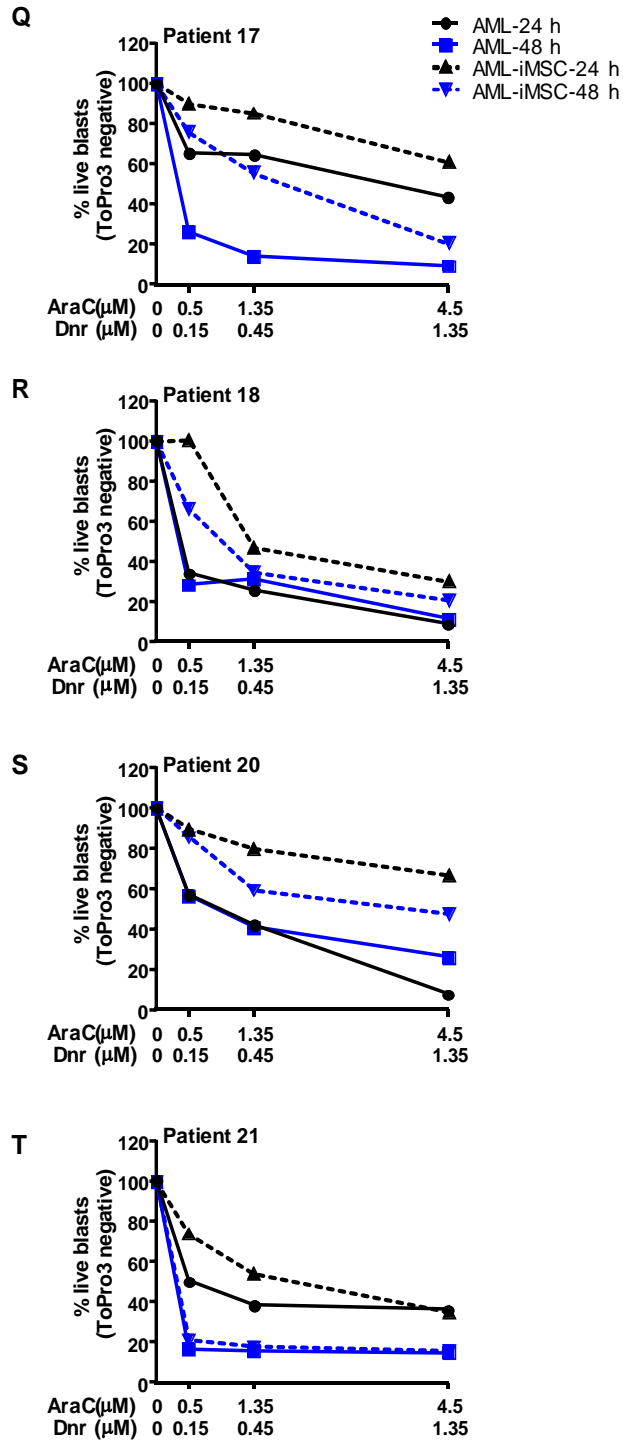 Q
Patient 17
AML-24 h
AML-48 h
AML-iMSC-24 h
AML-iMSC-48 h
% live blasts
(ToPro3 negative)
120
100
80
60
40
20
0
AraC(μM) 0 0.5 1.35 4.5
Dnr (μM) 0 0.15 0.45 1.35
R
Patient 18
% live blasts
(ToPro3 negative)
120
100
80
60
40
20
0
AraC(μM) 0 0.5 1.35 4.5
Dnr (μM) 0 0.15 0.45 1.35
S
Patient 20
% live blasts
(ToPro3 negative)
120
100
80
60
40
20
0
AraC(μM) 0 0.5 1.35 4.5
Dnr (μM) 0 0.15 0.45 1.35
T
Patient 21
% live blasts
(ToPro3 negative)
120
100
80
60
40
20
0
AraC(μM) 0 0.5 1.35 4.5
Dnr (μM) 0 0.15 0.45 1.35